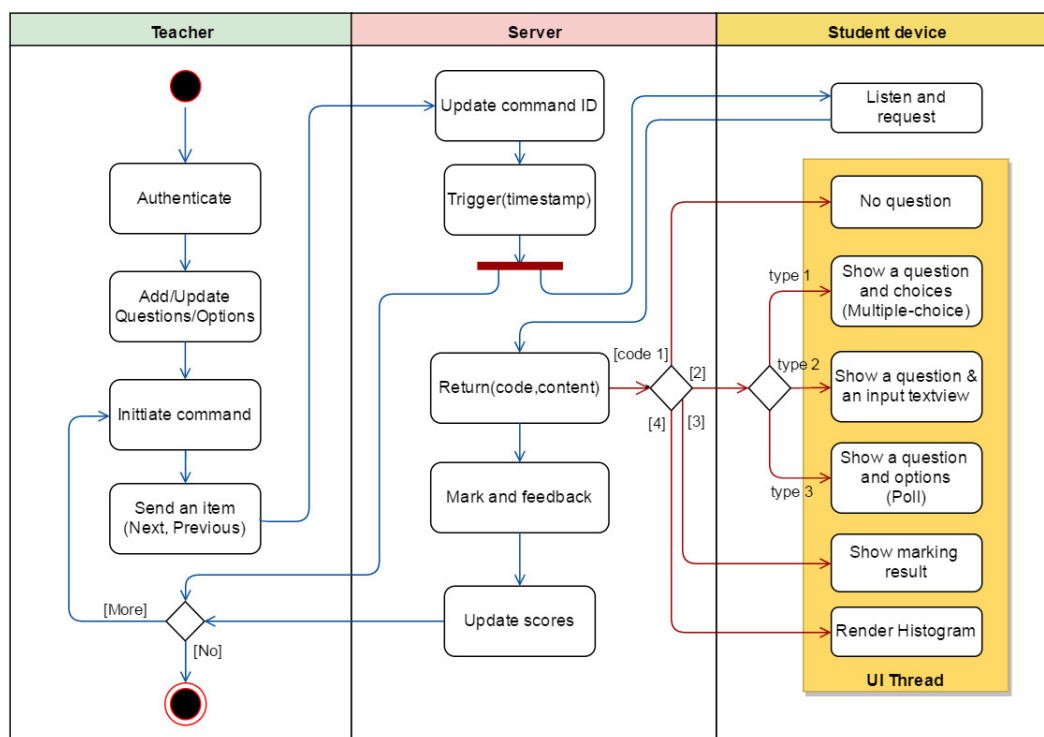 Teacher
Server
Student device
Authenticate
Add/Update
Questions/Options
Inittiate command
Send an item
(Next, Previous)
[More]
[No]
Update command ID
Trigger(timestamp)
Return(code,content)
Mark and feedback
Update scores
[code 1]
[2]
[3]
[4]
Listen and
request
No question
type 1
Show a question
and choices
(Multiple-choice)
type 2
Show a question &
an input textview
type 3
Show a question
and options
(Poll)
Show marking
result
Render Histogram
UI Thread